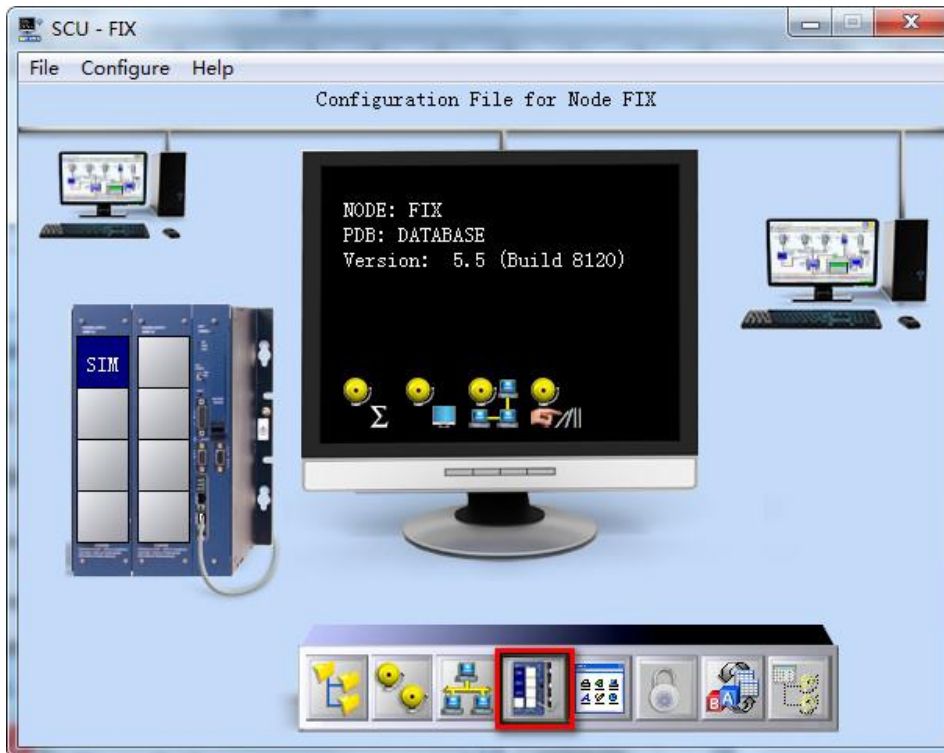 SCU - FIX
File Configure Help
Configuration File for Node FIX
NODE: FIX
PDB: DATABASE
Version: 5.5 (Build 8120)
SIM
Σ
B A